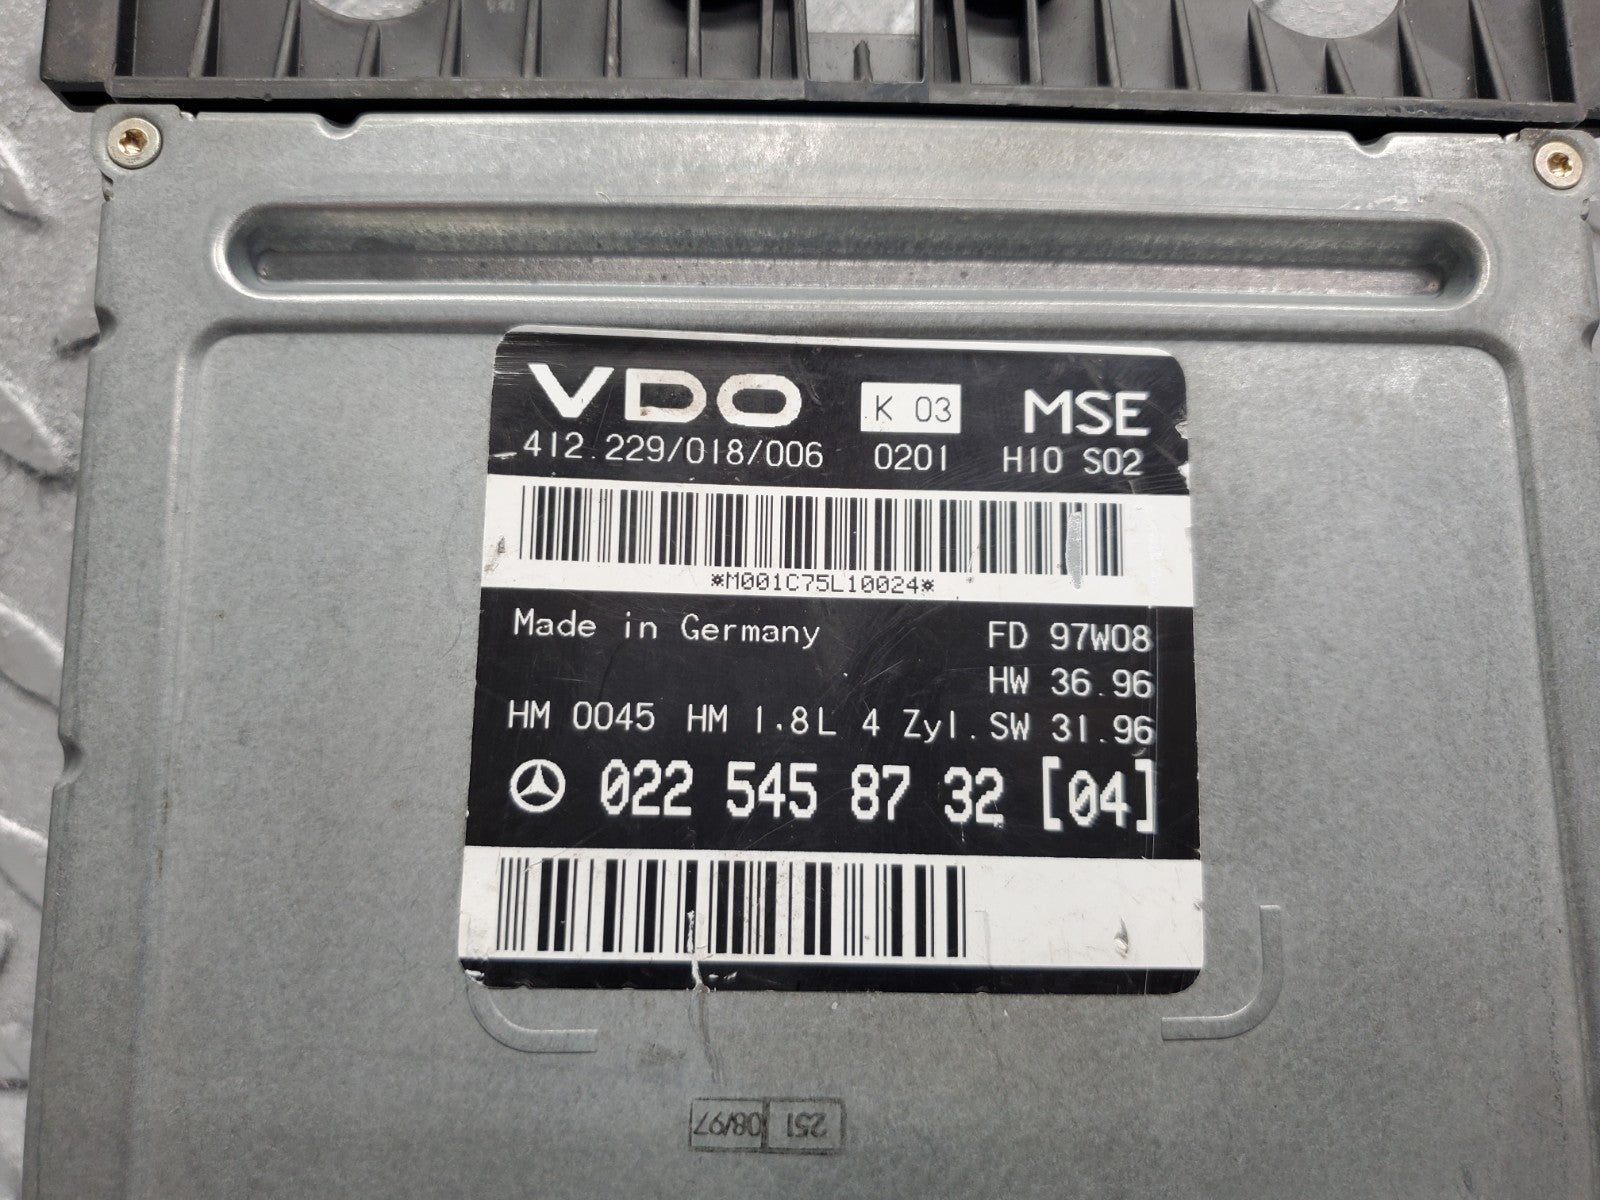 VDO K 03 MSE
412.229/018/006 0201 H10 S02
*M001C75L10024*
Made in Germany FD 97W08
HW 36.96
HM 0045 HM 1.8L 4 Zyl. SW 31.96
022 545 87 32 [04]
251 08/97